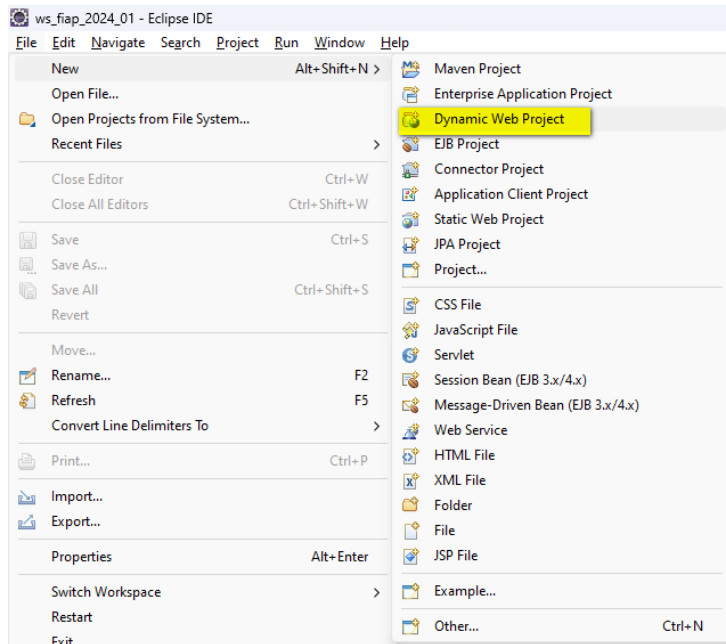 ws_fiap_2024_01 - Eclipse IDE
File Edit Navigate Search Project Run Window Help
New Alt+Shift+N >
Open File...
Open Projects from File System...
Recent Files >
Close Editor Ctrl+W
Close All Editors Ctrl+Shift+W
Save Ctrl+S
Save As...
Save All Ctrl+Shift+S
Revert
Move...
Rename... F2
Refresh F5
Convert Line Delimiters To >
Print... Ctrl+P
Import...
Export...
Properties Alt+Enter
Switch Workspace >
Restart
Exit
Maven Project
Enterprise Application Project
Dynamic Web Project
EJB Project
Connector Project
Application Client Project
Static Web Project
JPA Project
Project...
CSS File
JavaScript File
Servlet
Session Bean (EJB 3.x/4.x)
Message-Driven Bean (EJB 3.x/4.x)
Web Service
HTML File
XML File
Folder
File
JSP File
Example...
Other... Ctrl+N